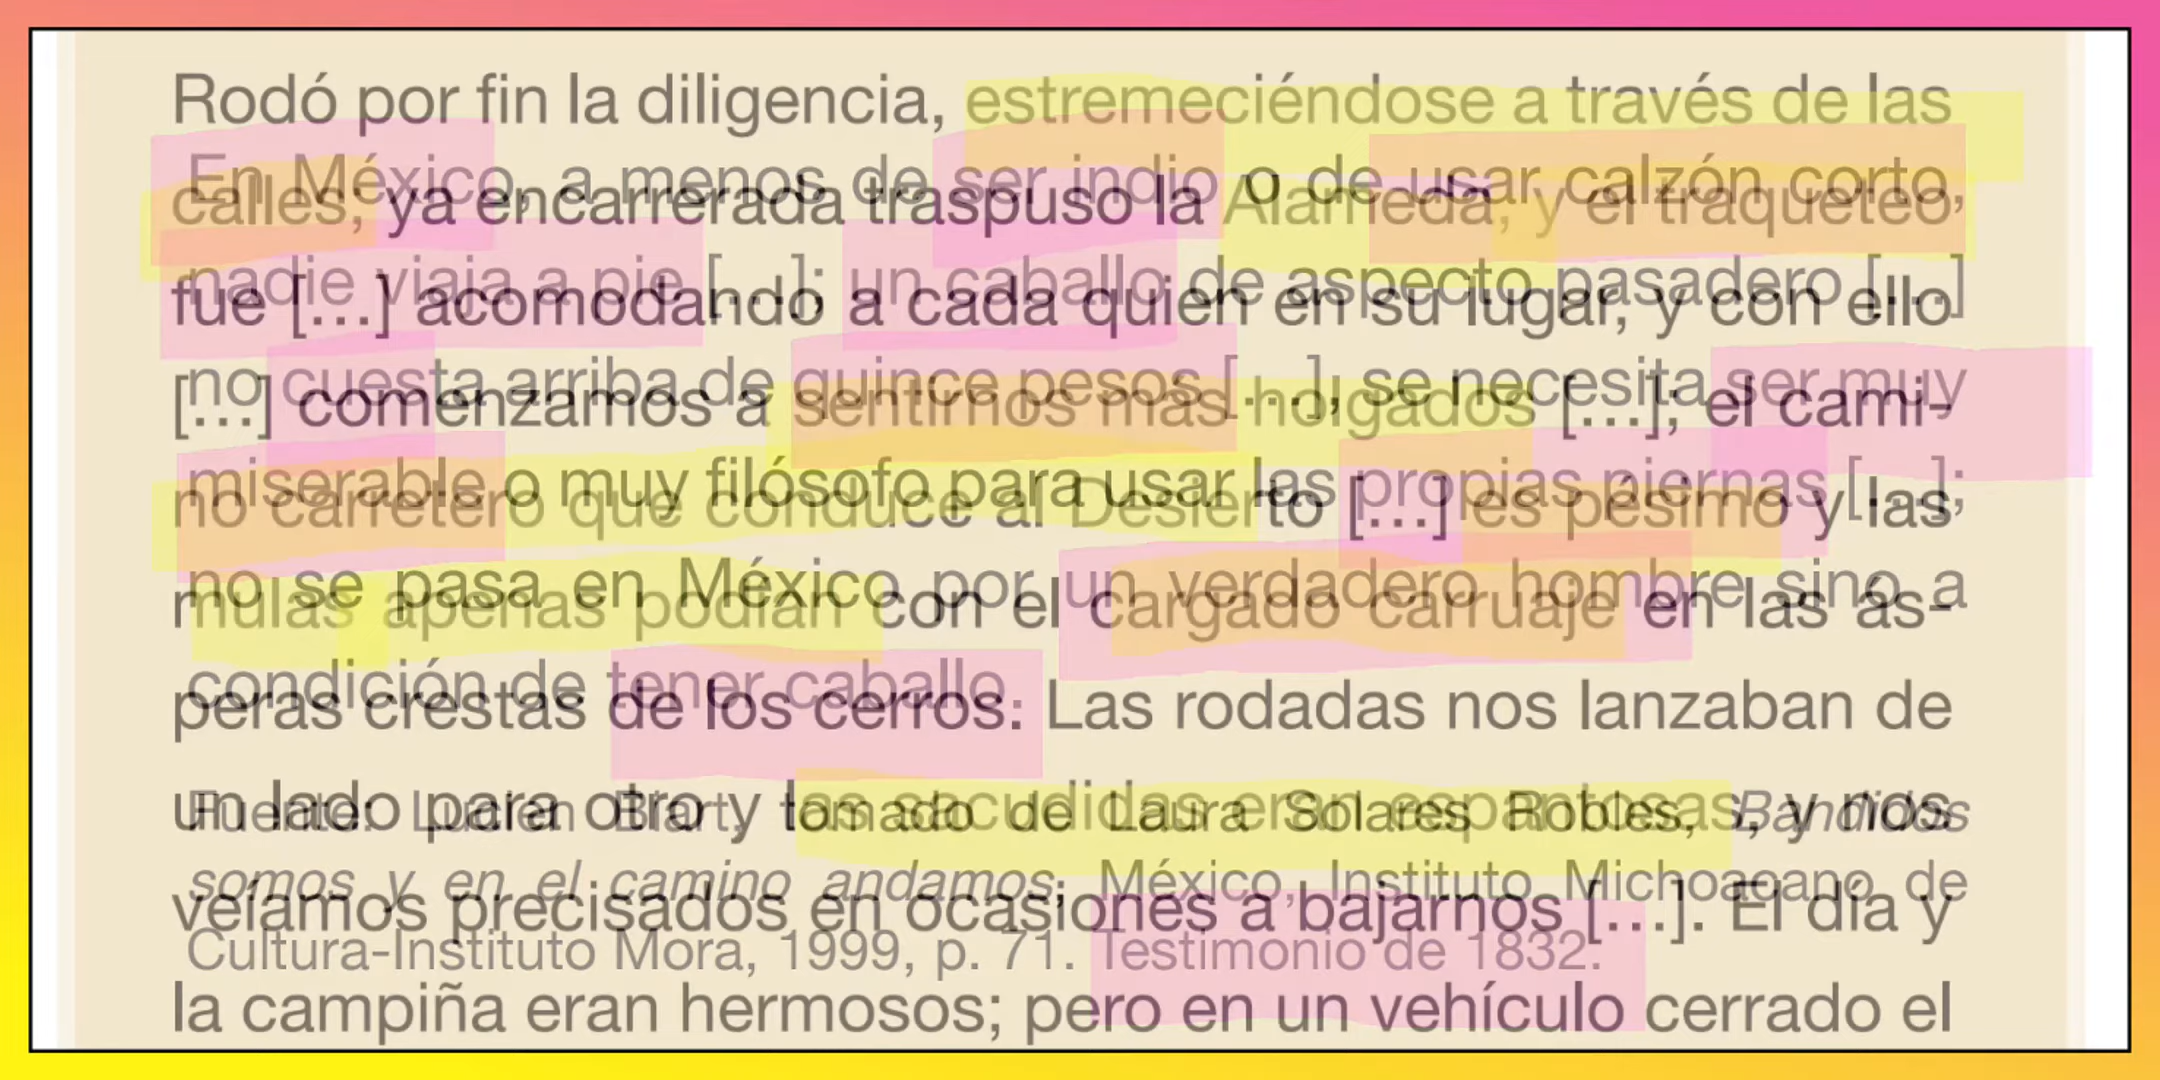 Rodó por fin la diligencia, estremeciéndose a través de las
calles; ya encarrerada traspuso la Alameda, y el traqueteo
fue [...] acomodando a cada quien en su lugar, y con ello
[...] comenzamos a sentirnos más holgados [...]; el cami-
no carretero que conduce al Desierto [...] es pésimo y las
mulas apenas podían con el cargado carruaje en las ás-
peras crestas de los cerros: Las rodadas nos lanzaban de
un lado para otro y las sacudidas eran espantosas, y nos
veíamos precisados en ocasiones a bajarnos [...]. El día y
la campiña eran hermosos; pero en un vehículo cerrado el
En México, a menos de ser indio o de usar calzón corto,
nadie viaja a pie [...]; un caballo de aspecto pasadero [...]
no cuesta arriba de quince pesos [...]; se necesita ser muy
miserable o muy filósofo para usar las propias piernas [...];
no se pasa en México por un verdadero hombre sino a
condición de tener caballo.
Fuente: Lucien Biart, tomado de Laura Solares Robles, Bandidos
somos y en el camino andamos, México, Instituto Michoacano de
Cultura-Instituto Mora, 1999, p. 71. Testimonio de 1832.